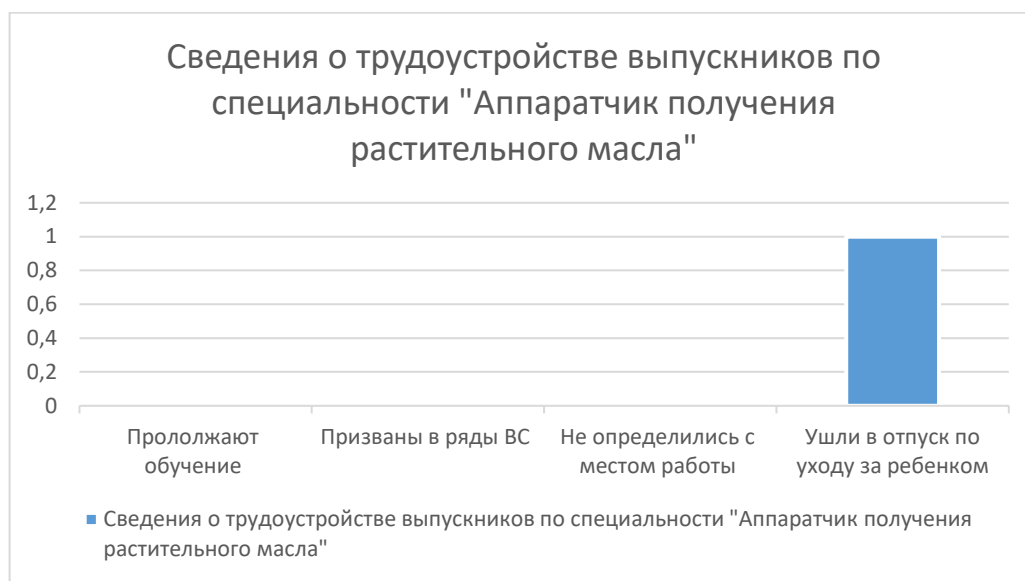 Сведения о трудоустройстве выпускников по
специальности "Аппаратчик получения
растительного масла"
1,2
1
0,8
0,6
0,4
0,2
0
Прололжают
обучение
Призваны в ряды ВС
Не определились с
местом работы
Ушли в отпуск по
уходу за ребенком
Сведения о трудоустройстве выпускников по специальности "Аппаратчик получения
растительного масла"